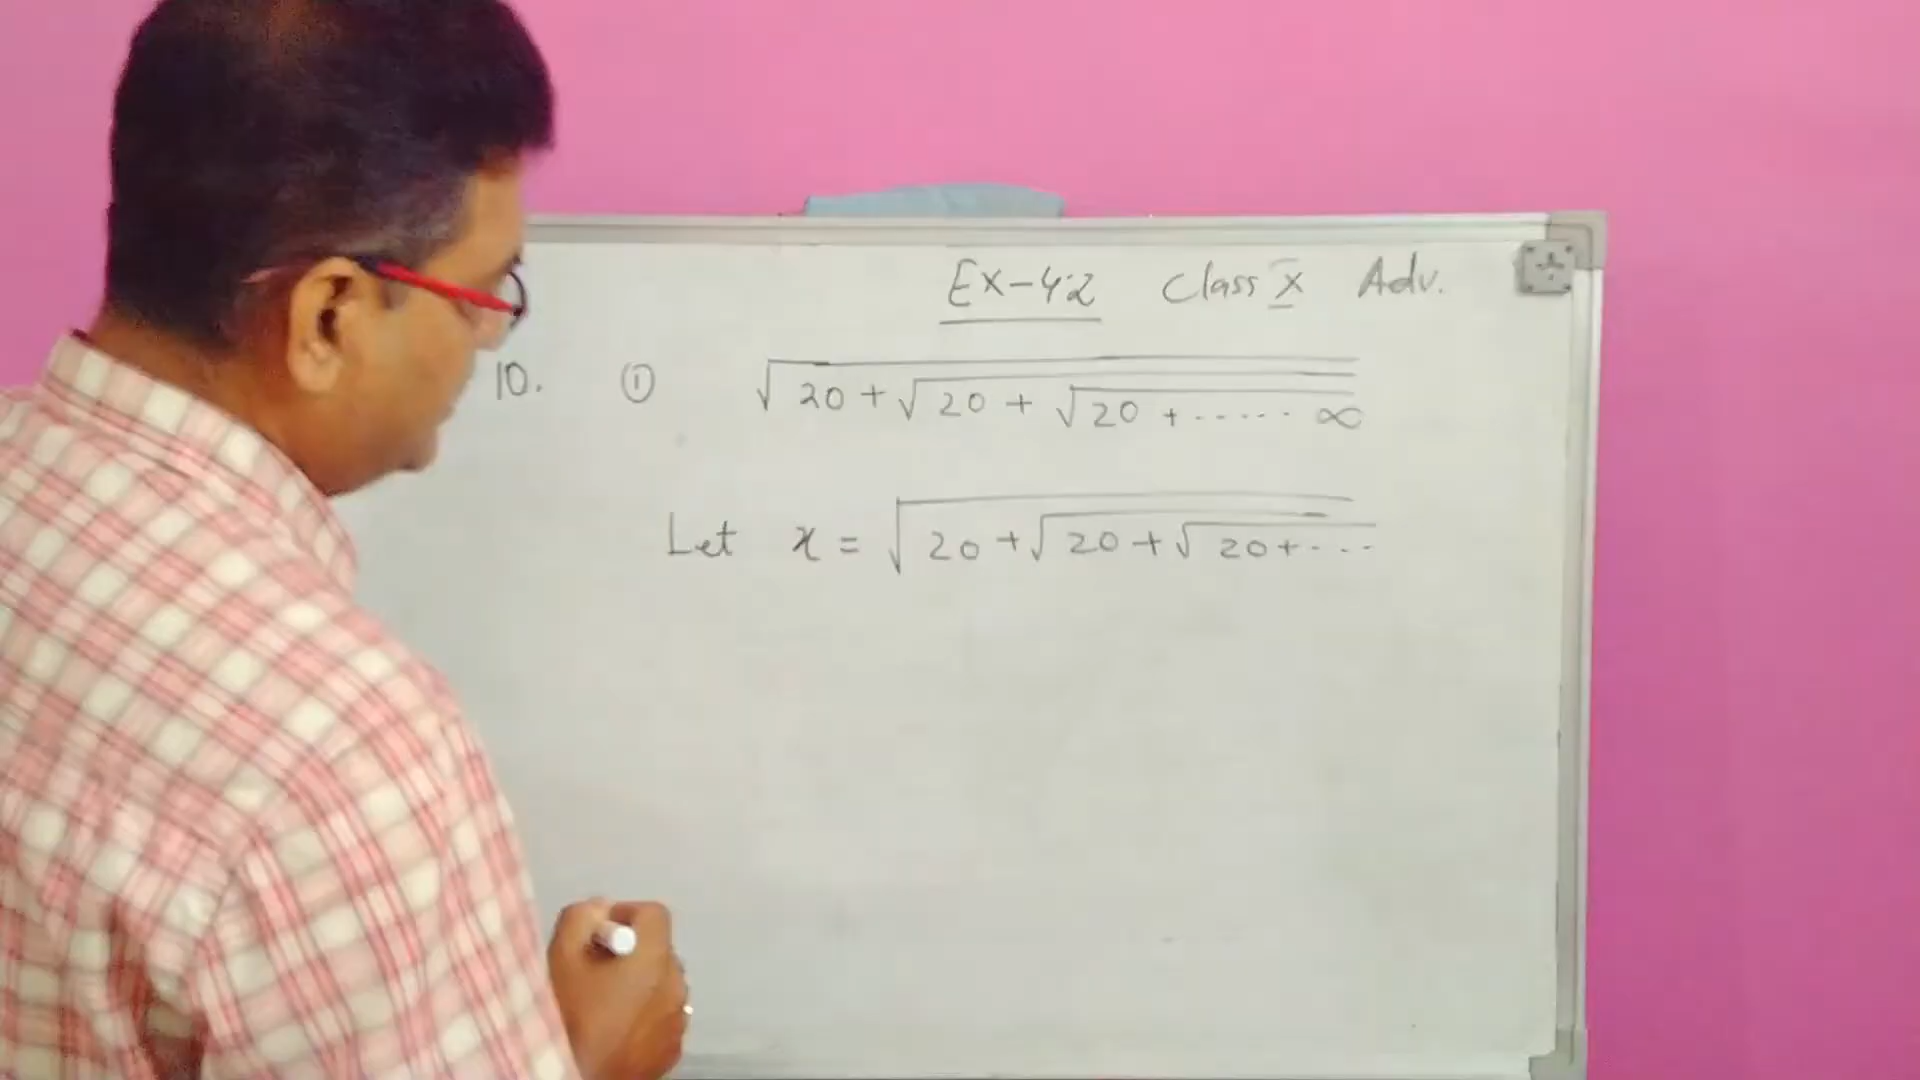 Ex-4.2 Class X Adv.
10. ① √20 + √20 + √20 + ...... ∞
Let x = √20 + √20 + √20 + ...